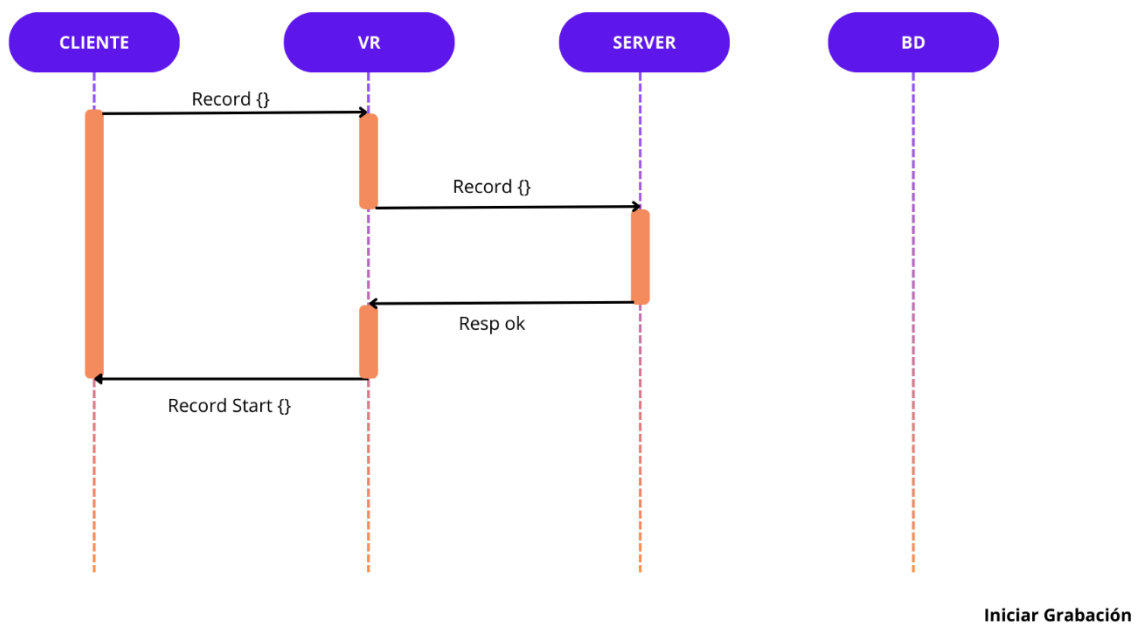 CLIENTE
VR
SERVER
BD
Record {}
Record {}
Resp ok
Record Start {}
Iniciar Grabación